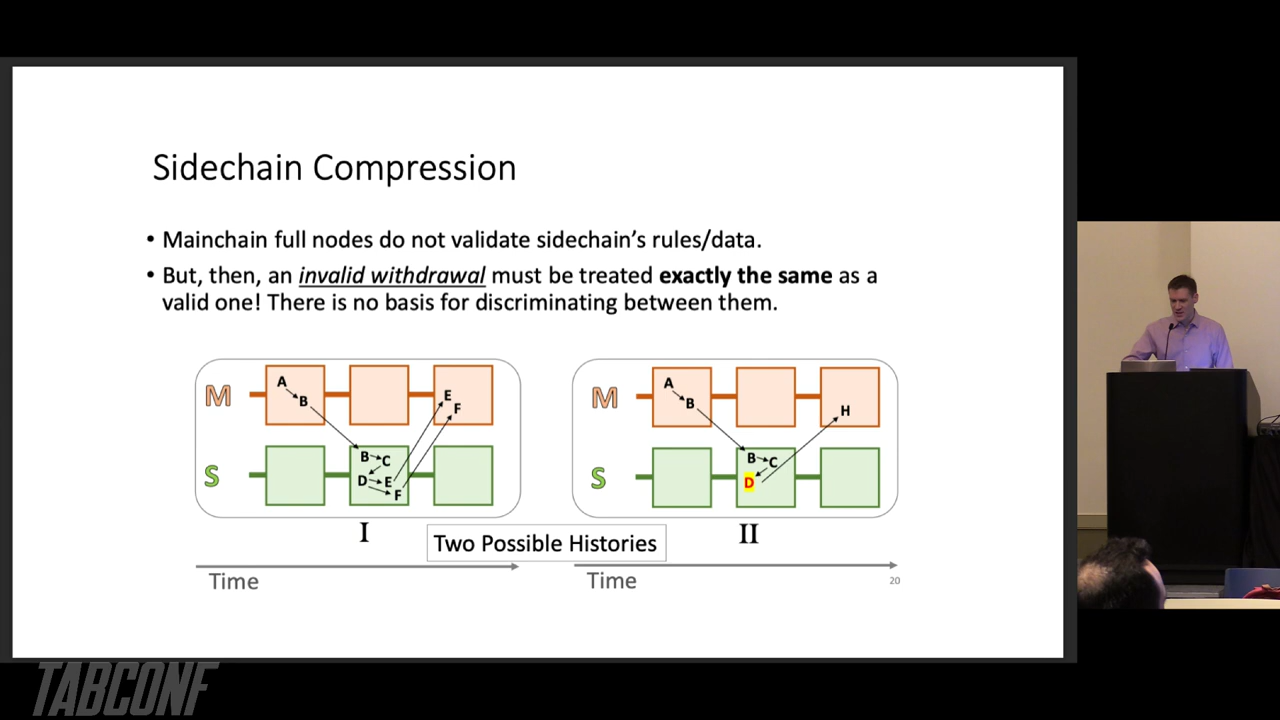 Sidechain Compression
• Mainchain full nodes do not validate sidechain's rules/data.
• But, then, an invalid withdrawal must be treated exactly the same as a
valid one! There is no basis for discriminating between them.
M
A
B
E
F
S
B
C
D
E
F
I
M
A
B
H
S
B
C
D
II
Two Possible Histories
Time
Time
20
TABCONF